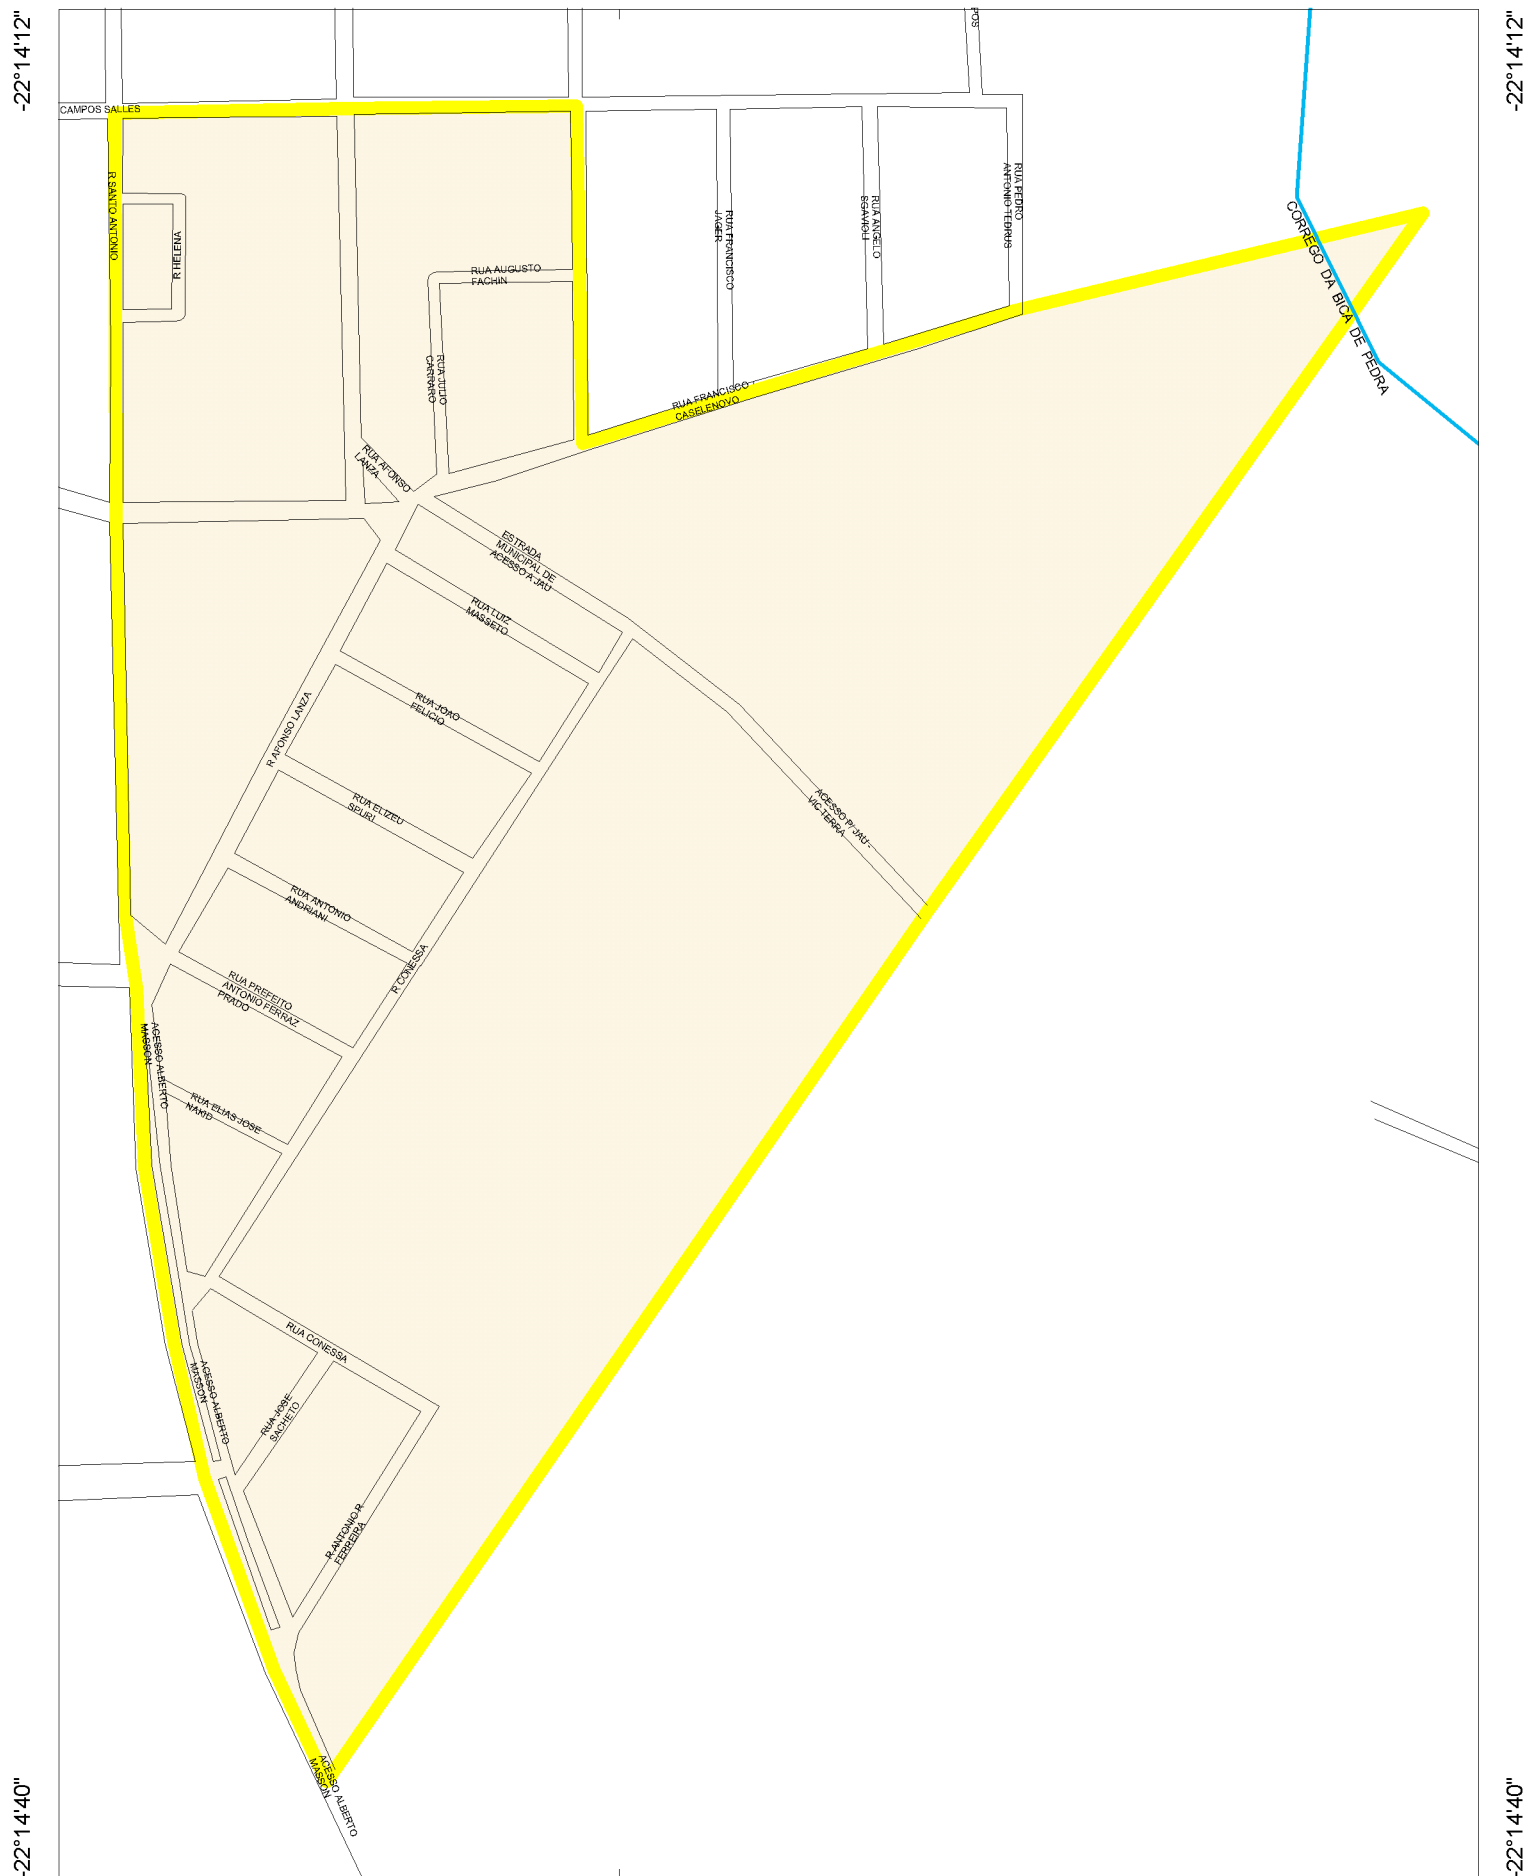 -22°14'12"
-22°14'12"
POS
CAMPOS SALLES
R SANTO ANTONIO
R HELENA
RUA AUGUSTO
FACHIN
RUA JULIO
CARRARO
RUA FRANCISCO
JAGER
RUA ANGELO
SGAVIOLI
RUA PEDRO
ANTONIO TEDRUS
CORREGO DA BICA DE PEDRA
RUA FRANCISCO
CASELENOVO
RUA AFONSO
LANZA
ESTRADA
MUNICIPAL DE
ACESSO A JAU
RUA LUIZ
MASSETO
RUA JOAO
FELICIO
R AFONSO LANZA
RUA ELIZEU
SPURI
ACESSO P/ JAU -
VIC TERRA
RUA ANTONIO
ANDRIANI
R CONESSA
RUA PREFEITO
ANTONIO FERRAZ
PRADO
ACESSO ALBERTO
MASSON
RUA ELIAS JOSE
NAKID
RUA CONESSA
ACESSO ALBERTO
MASSON
RUA JOSE
SACHETO
R ANTONIO R
FERREIRA
ACESSO ALBERTO
MASSON
-22°14'40"
-22°14'40"